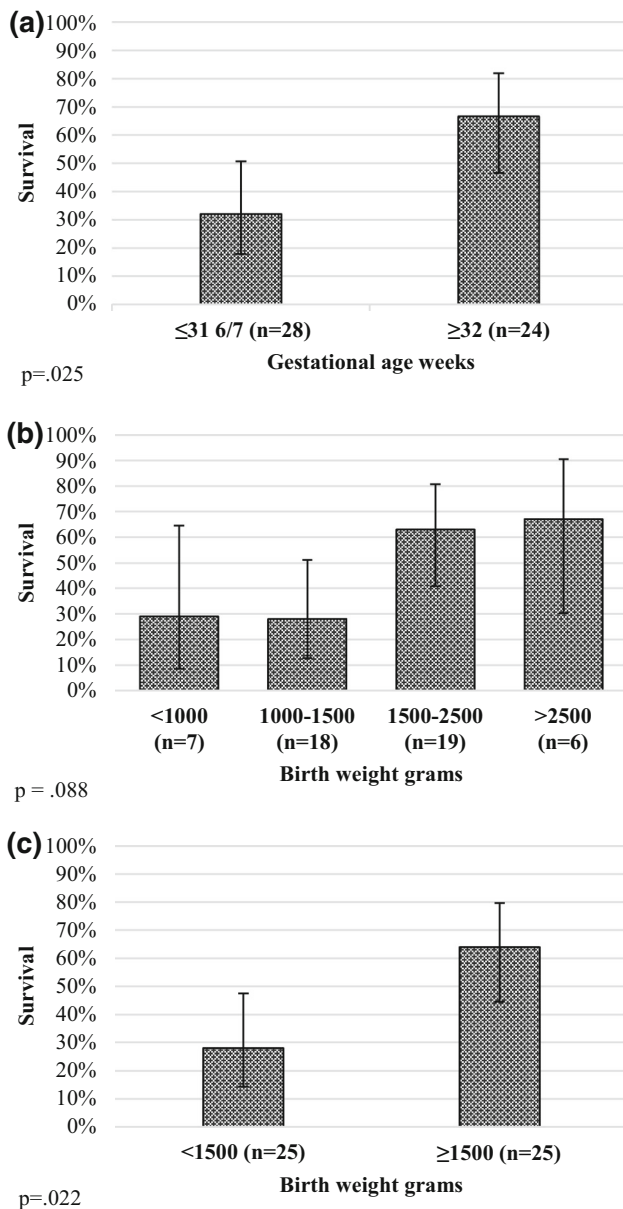 (a)
100%
90%
80%
70%
60%
50%
40%
30%
20%
10%
0%
Survival
≤31 6/7 (n=28) ≥32 (n=24)
Gestational age weeks
p=.025
(b)
100%
90%
80%
70%
60%
50%
40%
30%
20%
10%
0%
Survival
<1000 1000-1500 1500-2500 >2500
(n=7) (n=18) (n=19) (n=6)
Birth weight grams
p = .088
(c)
100%
90%
80%
70%
60%
50%
40%
30%
20%
10%
0%
Survival
<1500 (n=25) ≥1500 (n=25)
Birth weight grams
p=.022